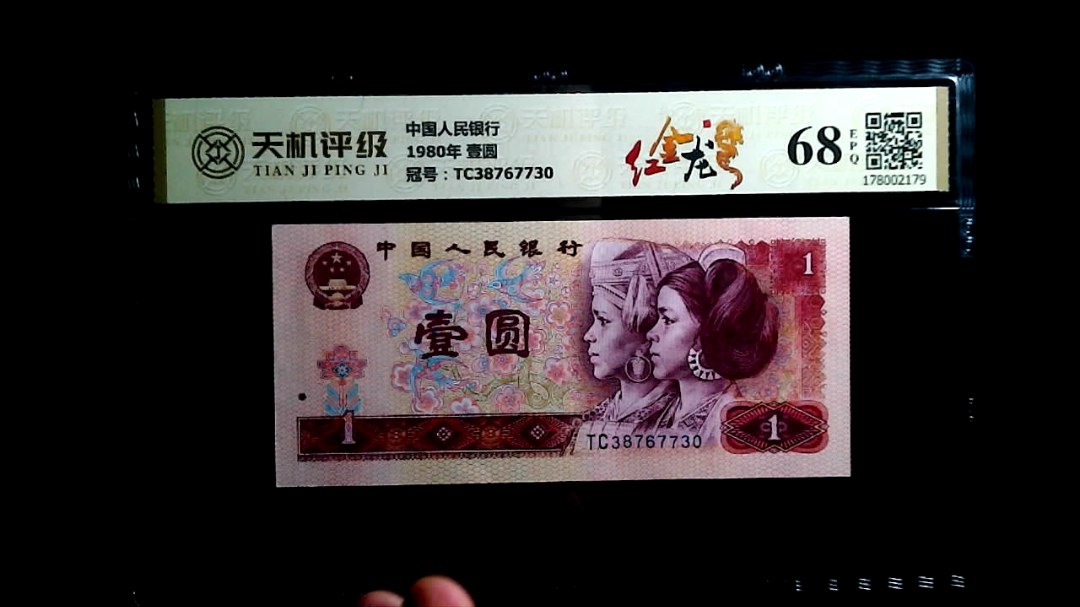 天机评级
TIAN JI PING JI
中国人民银行
1980年 壹圆
冠号：TC38767730
红金龙
68
EPQ
178002179
中国人民银行
1
壹圆
1
TC38767730
1